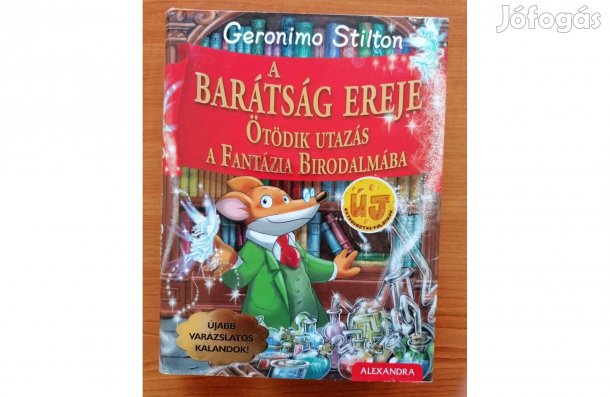 Jófogás
Geronimo Stilton
A
BARÁTSÁG EREJE
ÖTÖDIK UTAZÁS
A FANTÁZIA BIRODALMÁBA
ÚJ
ÚJABB
VARÁZSLATOS
KALANDOK!
ALEXANDRA